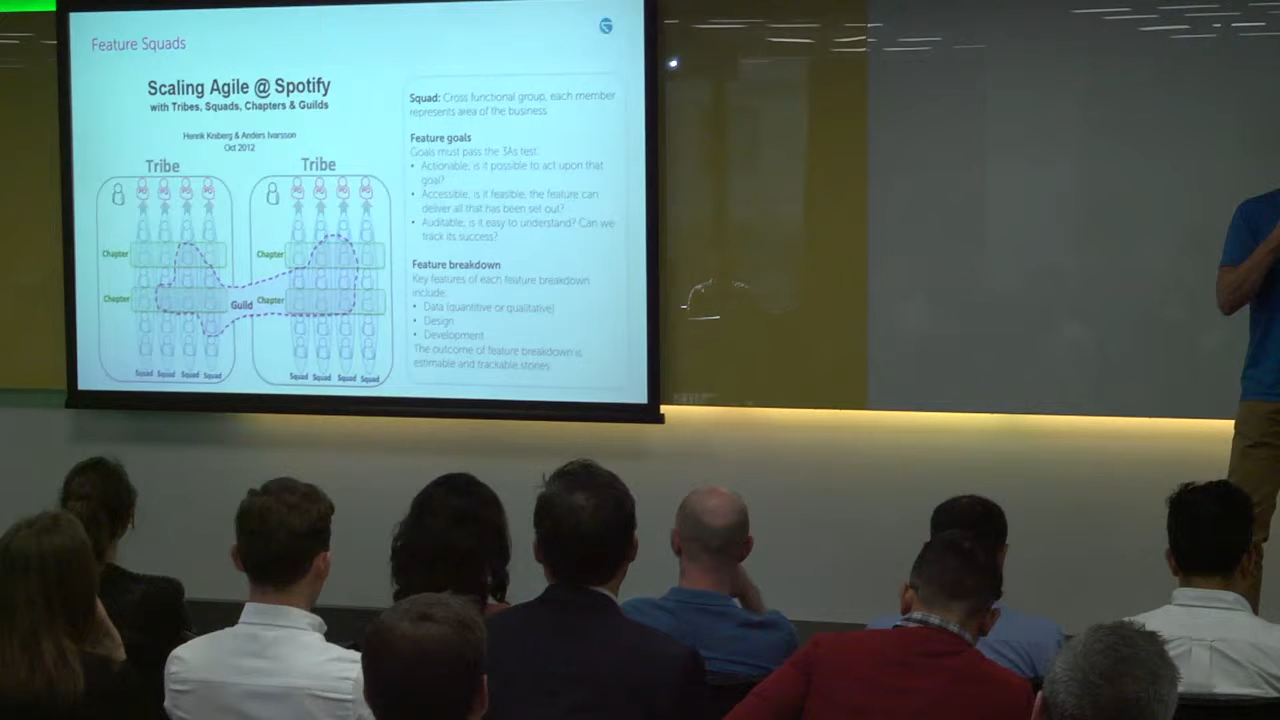 Feature Squads
Scaling Agile @ Spotify
with Tribes, Squads, Chapters & Guilds
Henrik Kniberg & Anders Ivarsson
Oct 2012
Tribe
Tribe
Chapter
Chapter
Chapter
Guild
Chapter
Squad Squad Squad Squad
Squad Squad Squad Squad
Squad: Cross functional group, each member
represents area of the business
Feature goals
Goals must pass the 3As test:
• Actionable, is it possible to act upon that
goal?
• Accessible, is it feasible, the feature can
deliver all that has been set out?
• Auditable, is it easy to understand? Can we
track its success?
Feature breakdown
Key features of each feature breakdown
include:
• Data (quantitive or qualitative)
• Design
• Development
The outcome of feature breakdown is
estimable and trackable stories